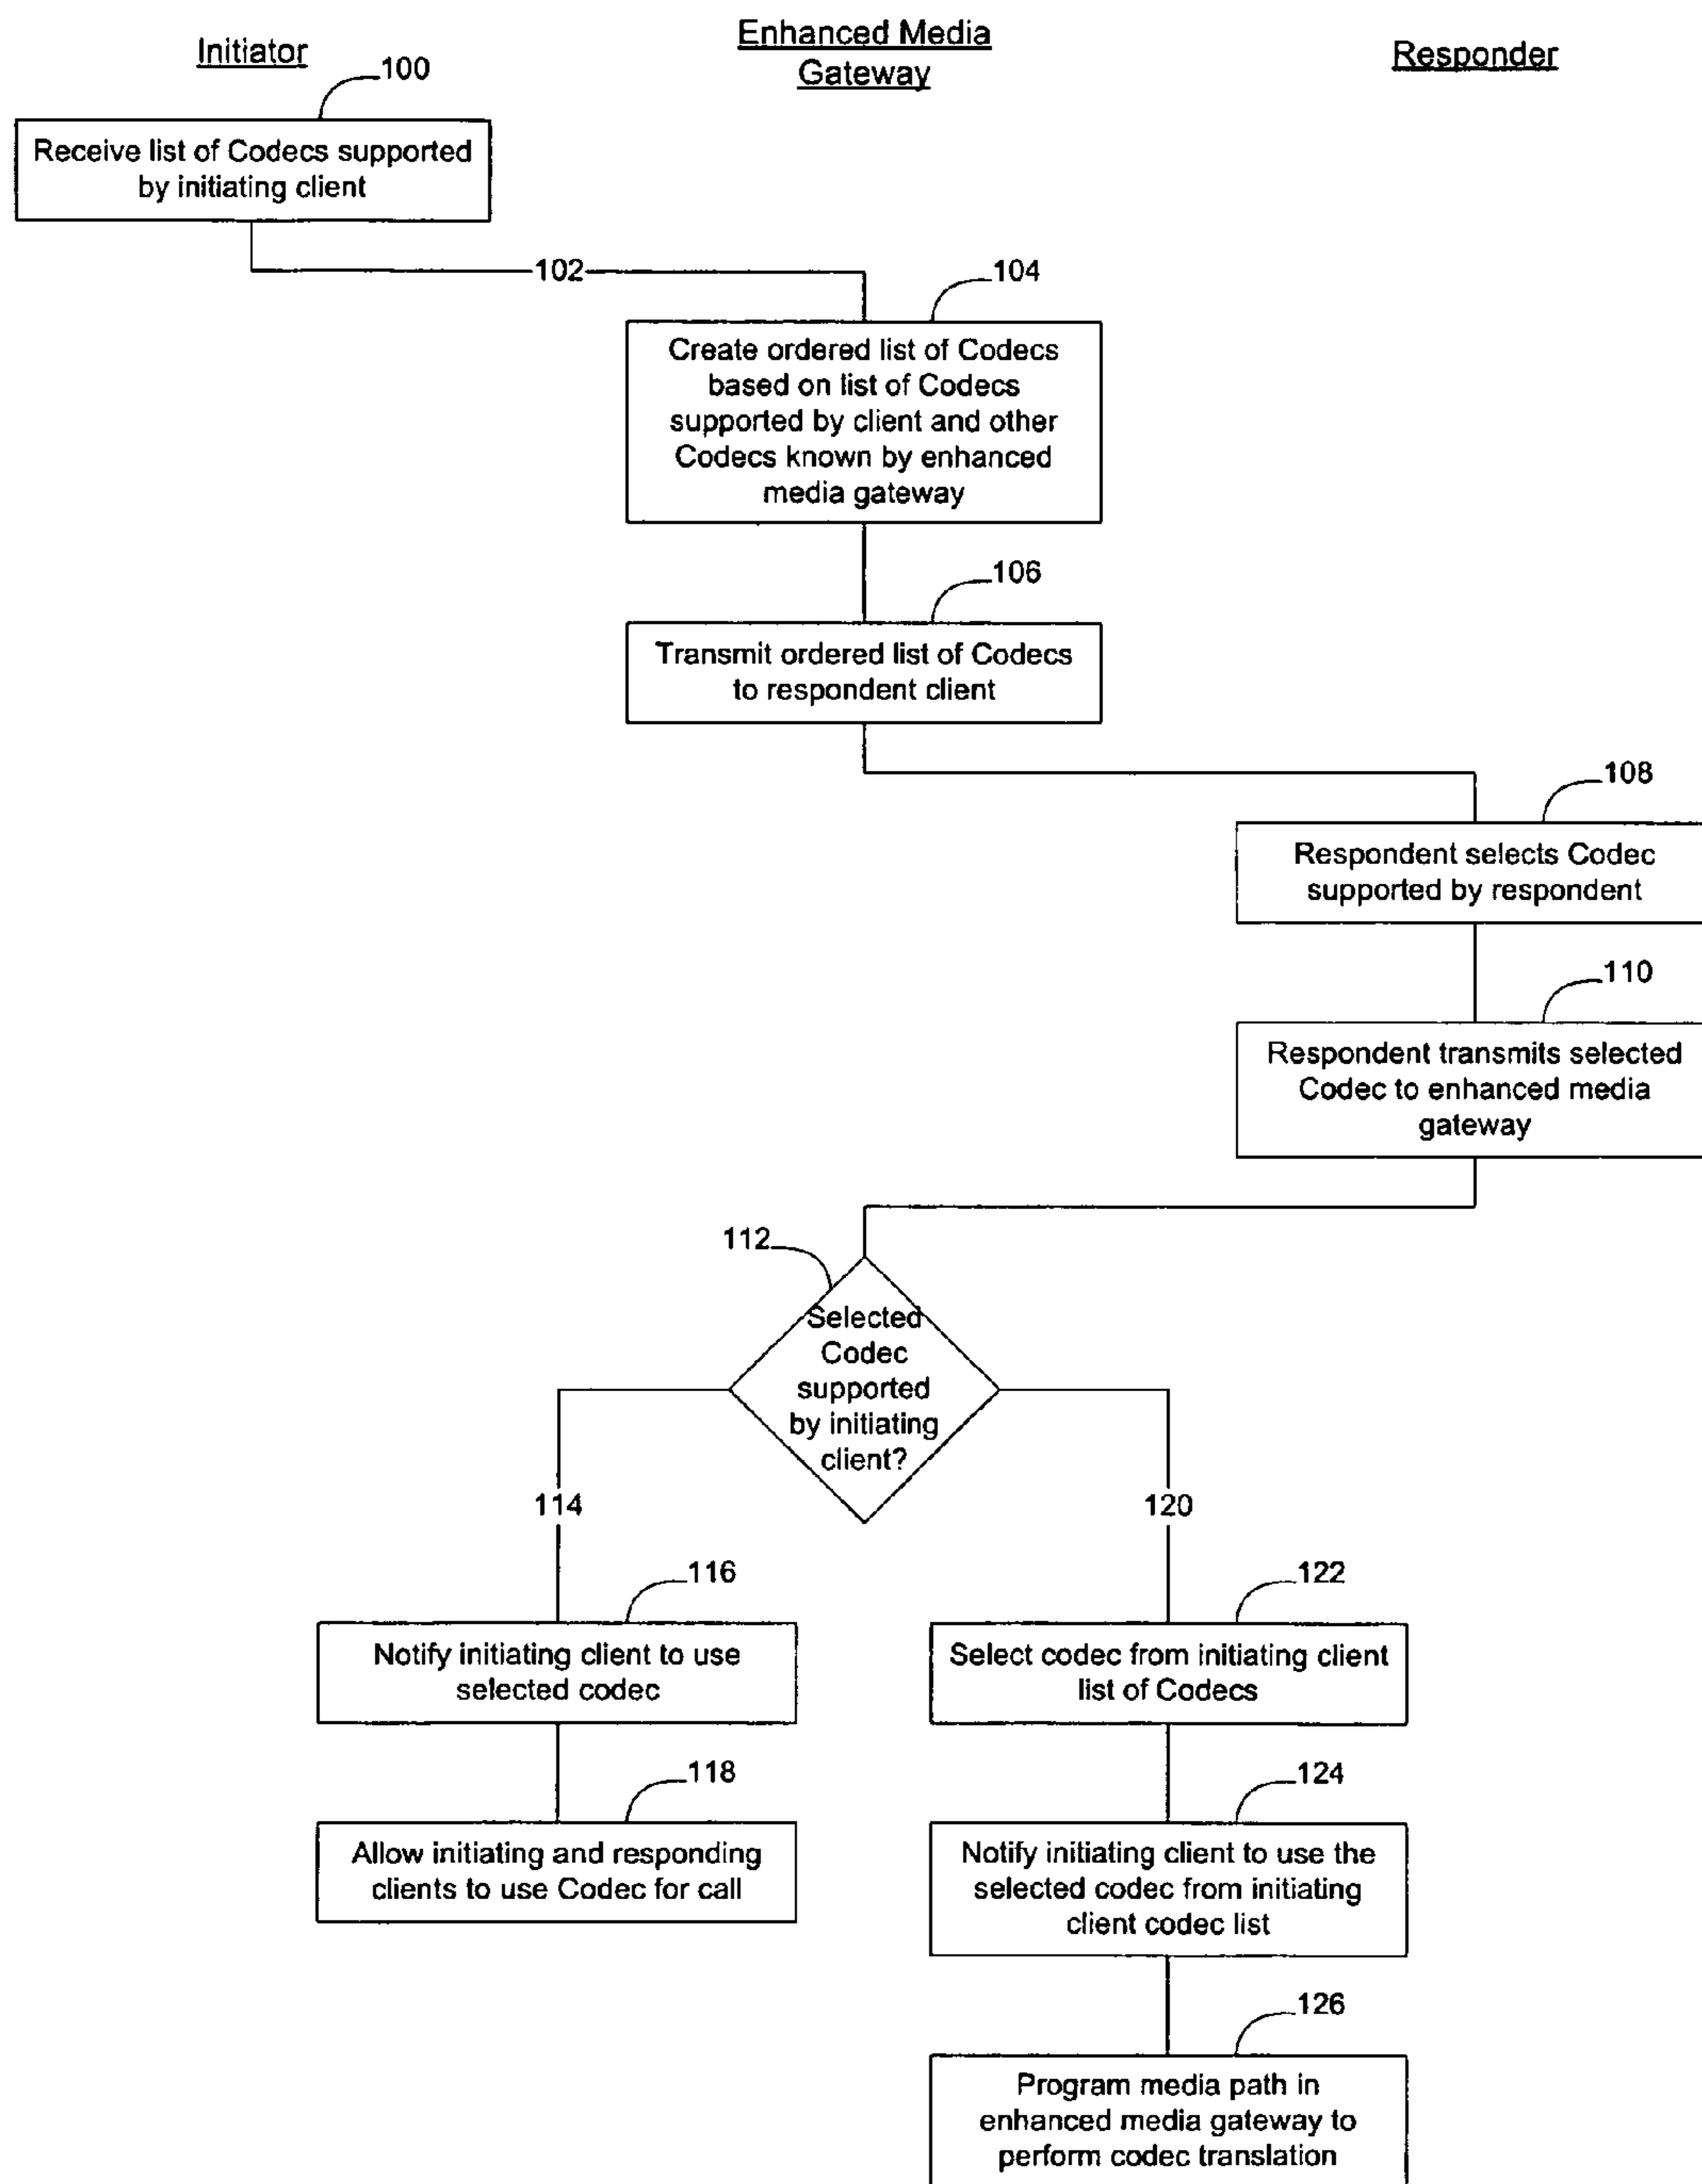 Initiator
Enhanced Media
Gateway
Responder
100
Receive list of Codecs supported
by initiating client
102
104
Create ordered list of Codecs
based on list of Codecs
supported by client and other
Codecs known by enhanced
media gateway
106
Transmit ordered list of Codecs
to respondent client
108
Respondent selects Codec
supported by respondent
110
Respondent transmits selected
Codec to enhanced media
gateway
112
Selected
Codec
supported
by initiating
client?
114
120
116
Notify initiating client to use
selected codec
122
Select codec from initiating client
list of Codecs
118
Allow initiating and responding
clients to use Codec for call
124
Notify initiating client to use the
selected codec from initiating
client codec list
126
Program media path in
enhanced media gateway to
perform codec translation